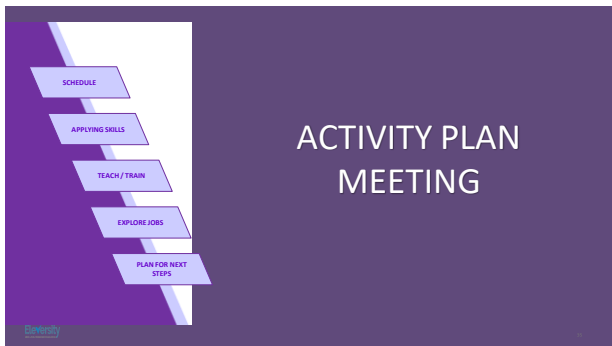 SCHEDULE
APPLYING SKILLS
TEACH / TRAIN
EXPLORE JOBS
PLAN FOR NEXT
STEPS
ACTIVITY PLAN
MEETING